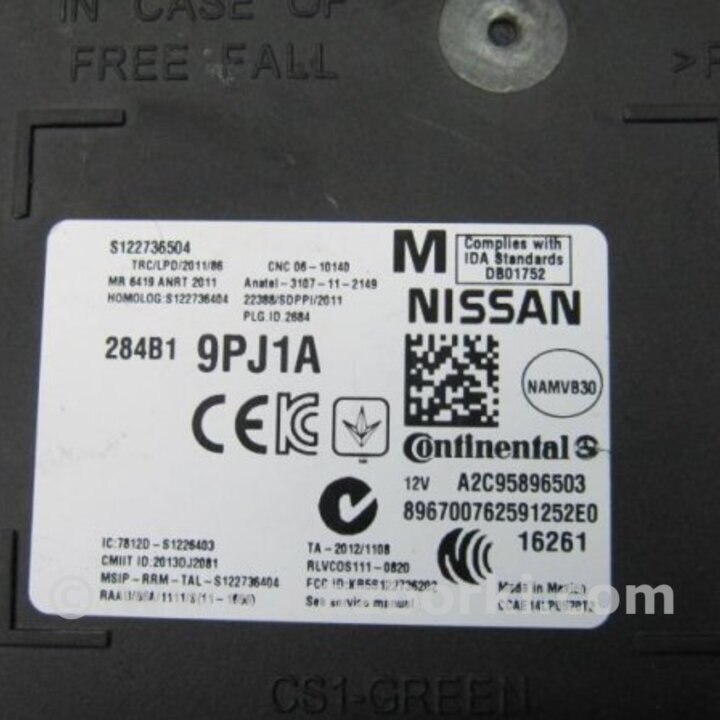 IN CASE OF
FREE FALL
>P
S122736504
TRC/LPD/2011/86
MR 6419 ANRT 2011
HOMOLOG:S122736404
CNC 06-10140
Anatel-3107-11-2149
22388/SDPPI/2011
PLG.ID.2684
M
Complies with
IDA Standards
DB01752
NISSAN
284B1 9PJ1A
NAMVB30
CE
Continental
12V A2C95896503
896700762591252E0
16261
IC:7812D-S1226403
CMIIT ID:2013DJ2081
MSIP-RRM-TAL-S122736404
TA-2012/1108
RLVCOS111-0820
See service manual
Made in Mexico
CS1-GREEN